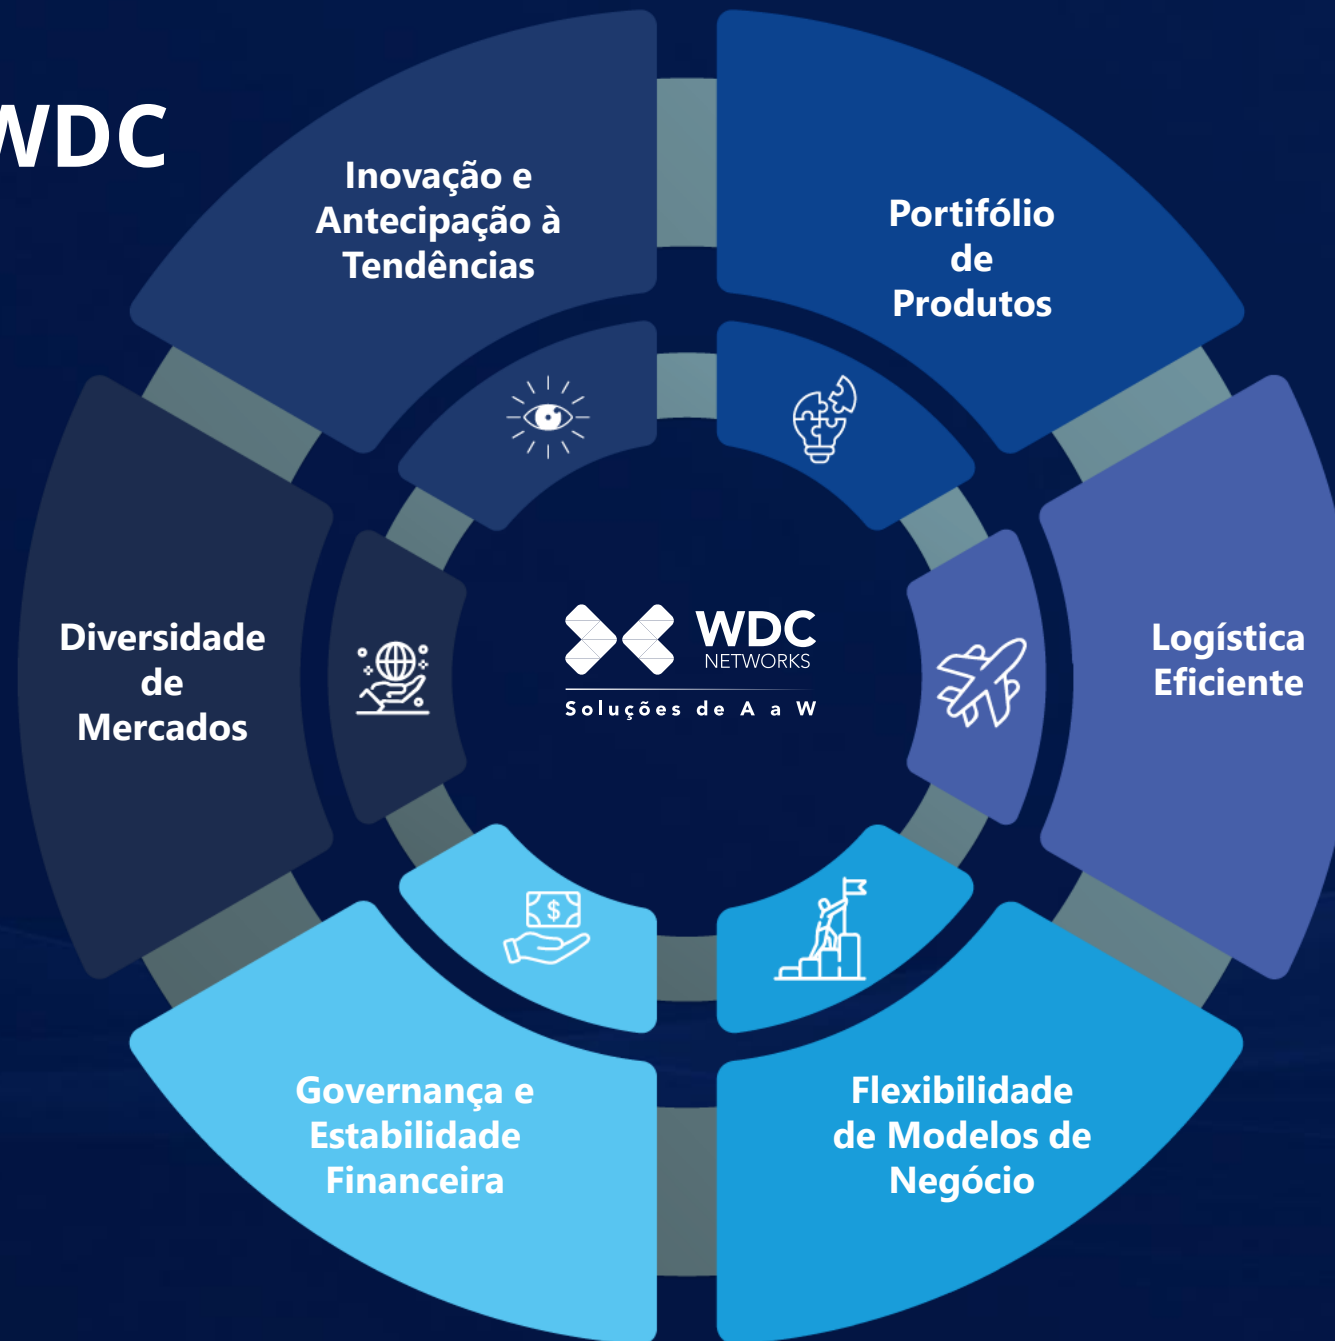 WDC
Inovação e
Antecipação à
Tendências
Portifólio
de
Produtos
Diversidade
de
Mercados
WDC
NETWORKS
Soluções de A a W
Logística
Eficiente
Governança e
Estabilidade
Financeira
Flexibilidade
de Modelos de
Negócio